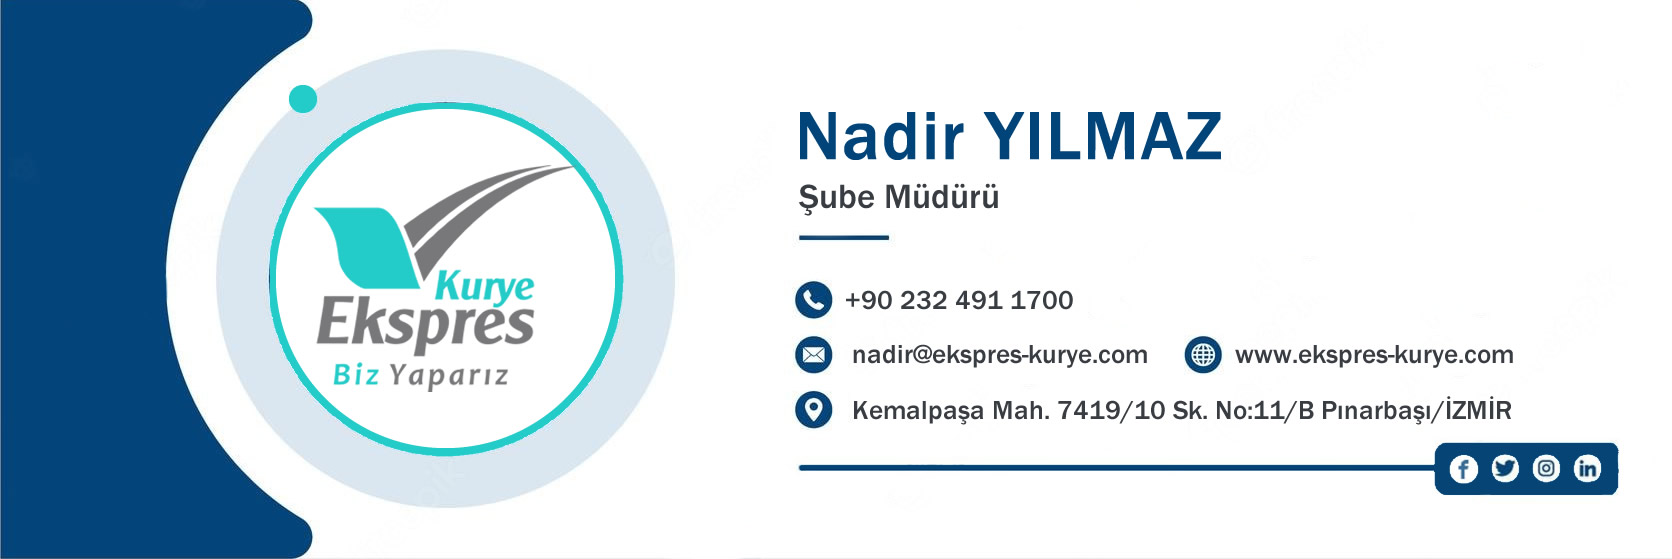 Kurye
Ekspres
Biz Yaparız
Nadir YILMAZ
Şube Müdürü
+90 232 491 1700
nadir@ekspres-kurye.com www.ekspres-kurye.com
Kemalpaşa Mah. 7419/10 Sk. No:11/B Pınarbaşı/İZMİR